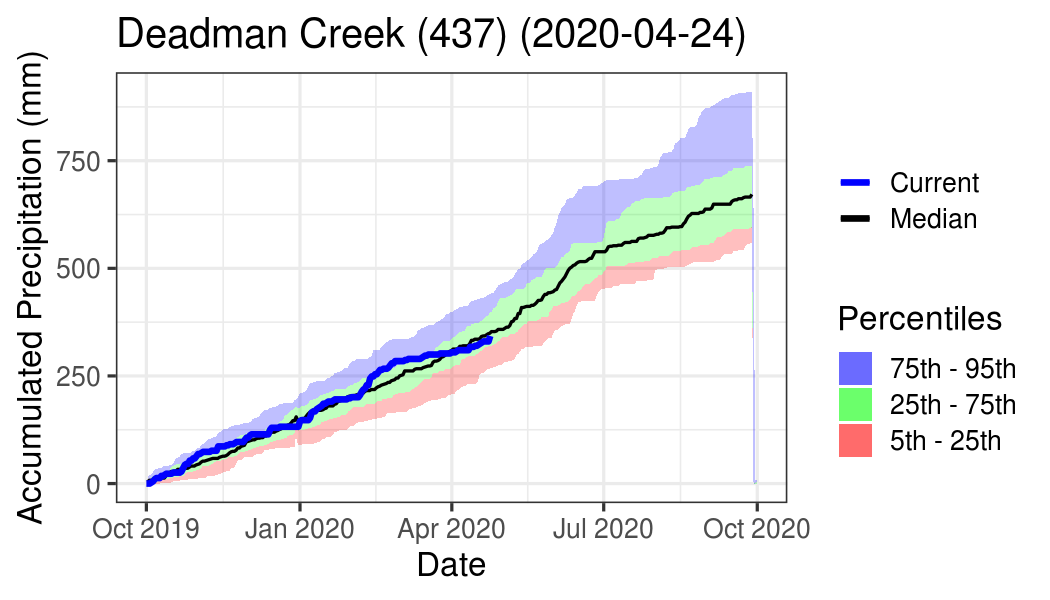 Deadman Creek (437) (2020-04-24)
Accumulated Precipitation (mm)
750
500
250
0
Oct 2019
Jan 2020
Apr 2020
Jul 2020
Oct 2020
Date
Current
Median
Percentiles
75th - 95th
25th - 75th
5th - 25th